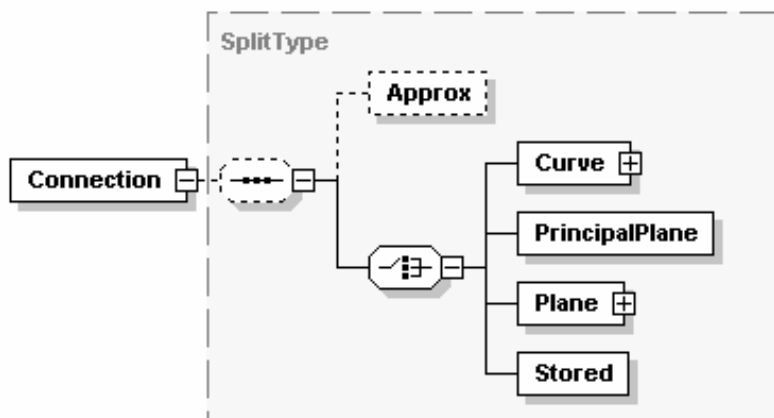 SplitType
Approx
Connection
Curve
PrincipalPlane
Plane
Stored